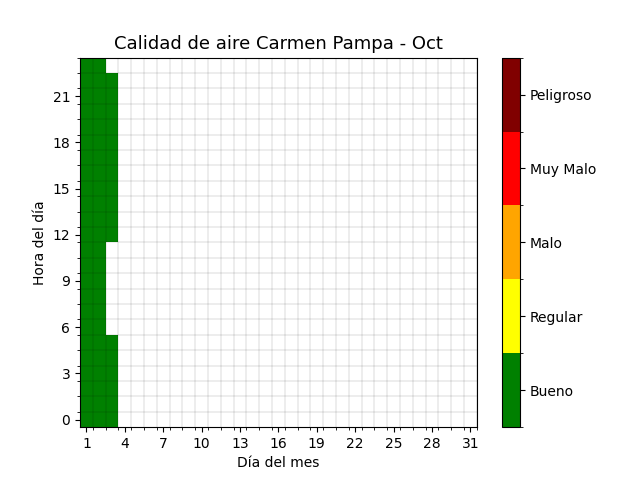 Calidad de aire Carmen Pampa - Oct
Hora del día
21
18
15
12
9
6
3
0
1 4 7 10 13 16 19 22 25 28 31
Día del mes
Peligroso
Muy Malo
Malo
Regular
Bueno